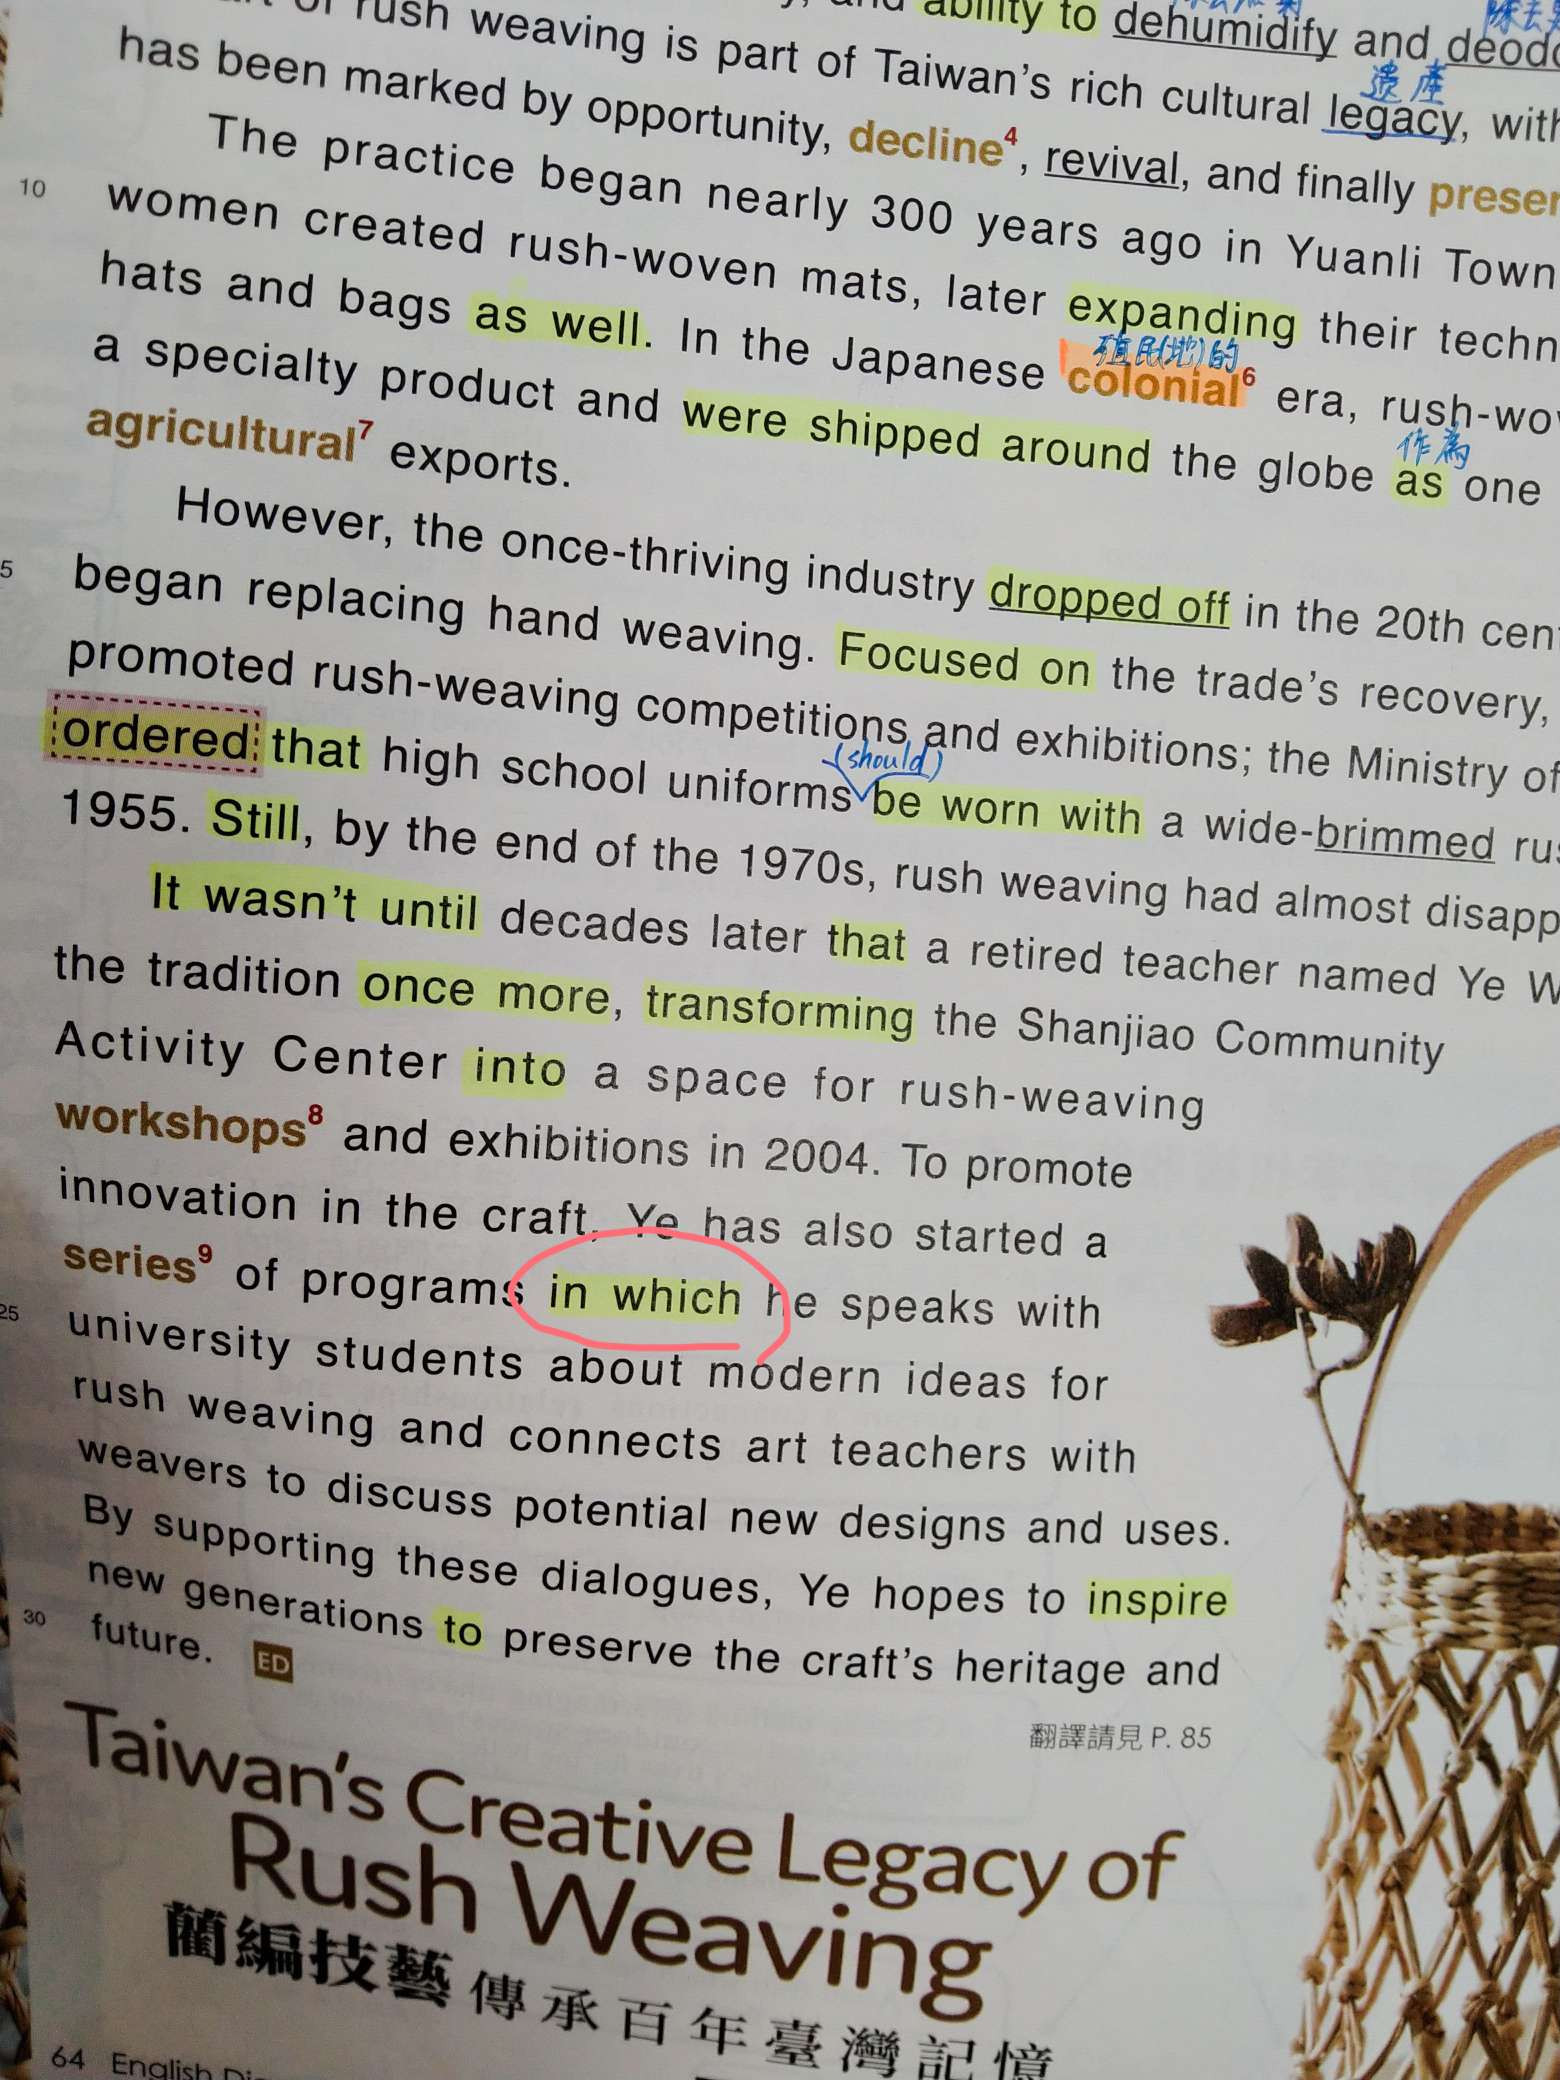 of rush weaving is part of Taiwan's rich cultural legacy, with
ability to dehumidify and
遺產
has been marked by opportunity, decline⁴, revival, and finally
The practice began nearly 300 years ago in Yuanli Town
10 women created rush-woven mats, later expanding their
hats and bags as well. In the Japanese colonial⁶ era,
殖民(地)的
a specialty product and were shipped around the globe as one
作為
agricultural⁷ exports.
However, the once-thriving industry dropped off in the 20th
5 began replacing hand weaving. Focused on the trade's recovery,
promoted rush-weaving competitions and exhibitions; the Ministry of
(should)
ordered that high school uniforms be worn with a wide-brimmed
1955. Still, by the end of the 1970s, rush weaving had almost
It wasn't until decades later that a retired teacher named Ye W
the tradition once more, transforming the Shanjiao Community
Activity Center into a space for rush-weaving
workshops⁸ and exhibitions in 2004. To promote
innovation in the craft, Ye has also started a
series⁹ of programs in which he speaks with
25 university students about modern ideas for
rush weaving and connects art teachers with
weavers to discuss potential new designs and uses.
By supporting these dialogues, Ye hopes to inspire
new generations to preserve the craft's heritage and
30 future. ED
翻譯請見 P. 85
Taiwan's Creative Legacy of
Rush Weaving
藺編技藝 傳承百年臺灣記憶
64 English